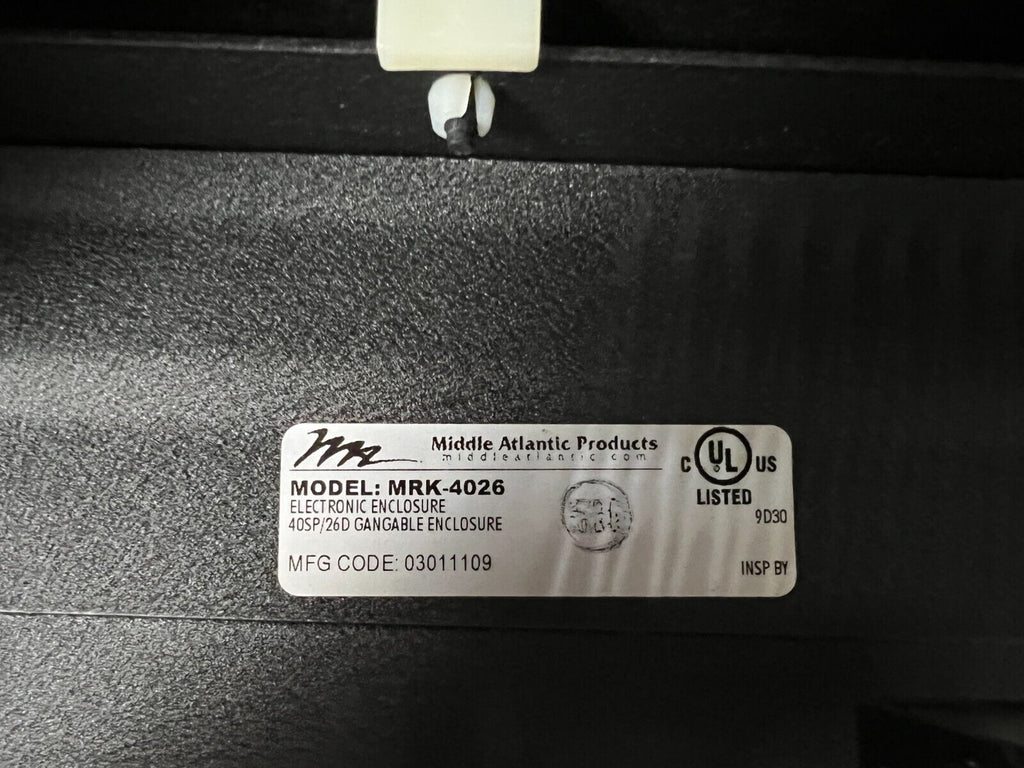 Middle Atlantic Products
middleatlantic.com
MODEL: MRK-4026
ELECTRONIC ENCLOSURE
40SP/26D GANGABLE ENCLOSURE
MFG CODE: 03011109
C UL US
LISTED
9D30
INSP BY